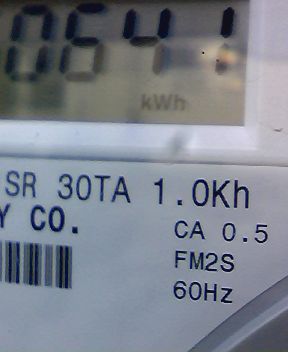 0641
kWh
SR 30TA 1.0Kh
Y CO.
CA 0.5
FM2S
60Hz